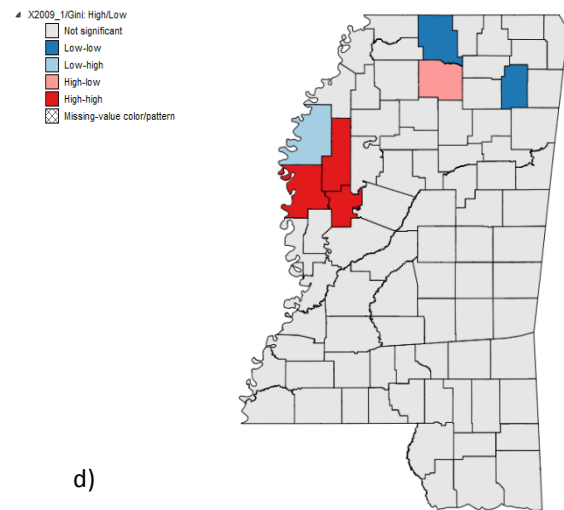 X2009_1/Gini: High/Low
Not significant
Low-low
Low-high
High-low
High-high
Missing-value color/pattern
d)